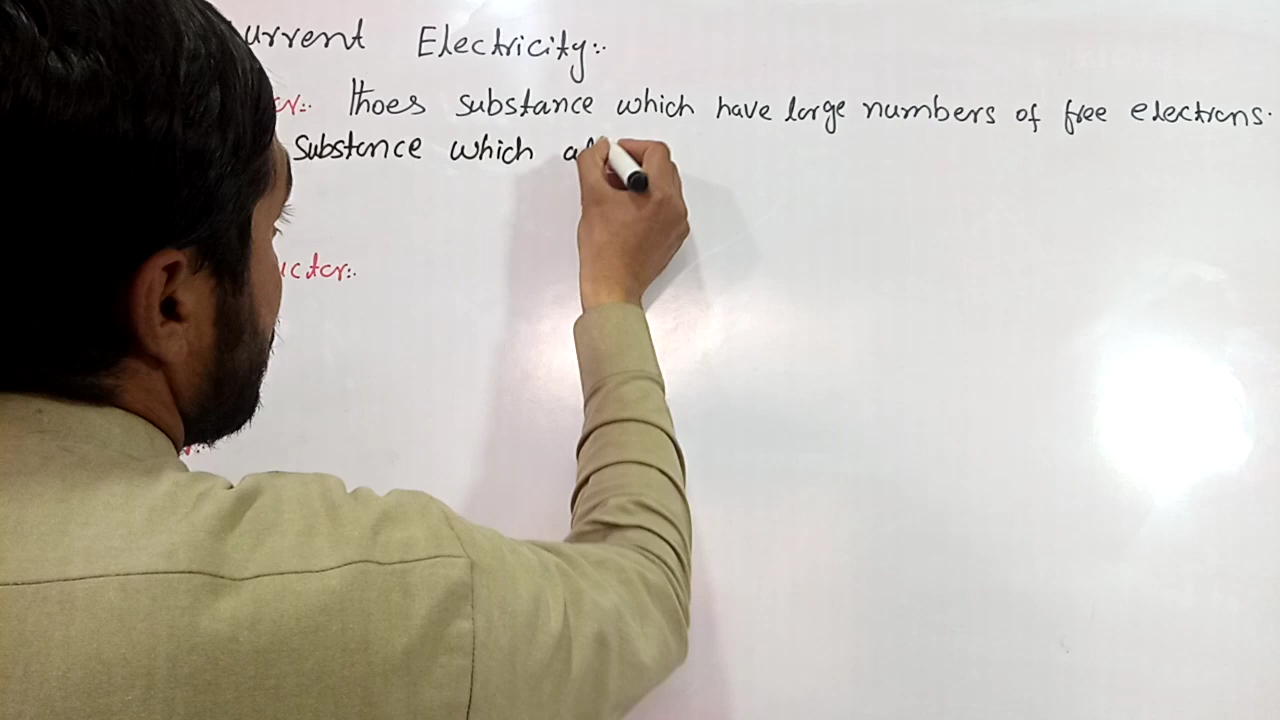 urrent Electricity:-
or:- Thoes substance which have large numbers of free electrons.
Substance which
uctor:-